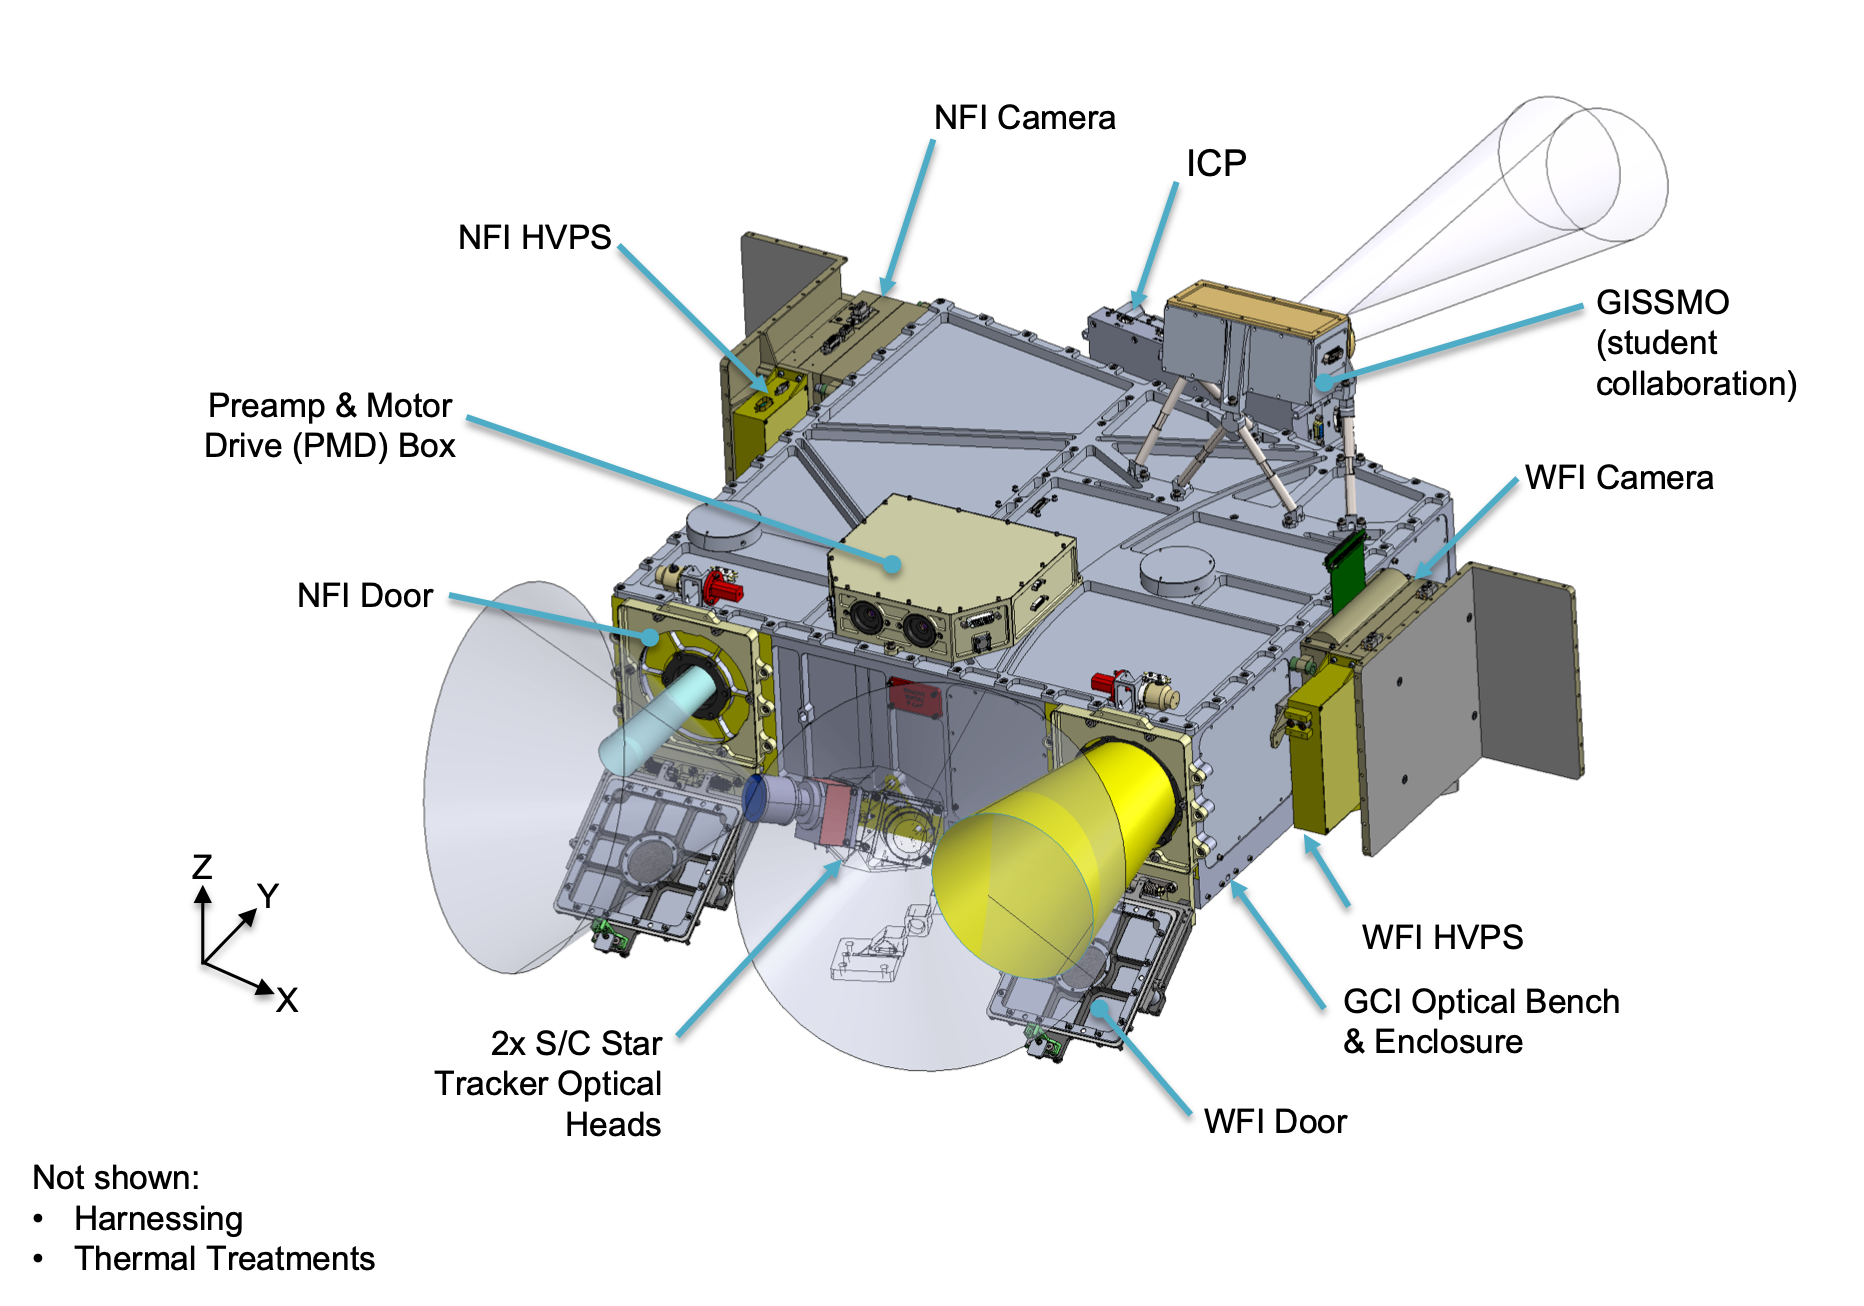 NFI Camera
ICP
NFI HVPS
GISSMO
(student
collaboration)
Preamp & Motor
Drive (PMD) Box
WFI Camera
NFI Door
Z
Y
X
WFI HVPS
GCI Optical Bench
& Enclosure
2x S/C Star
Tracker Optical
Heads
WFI Door
Not shown:
• Harnessing
• Thermal Treatments